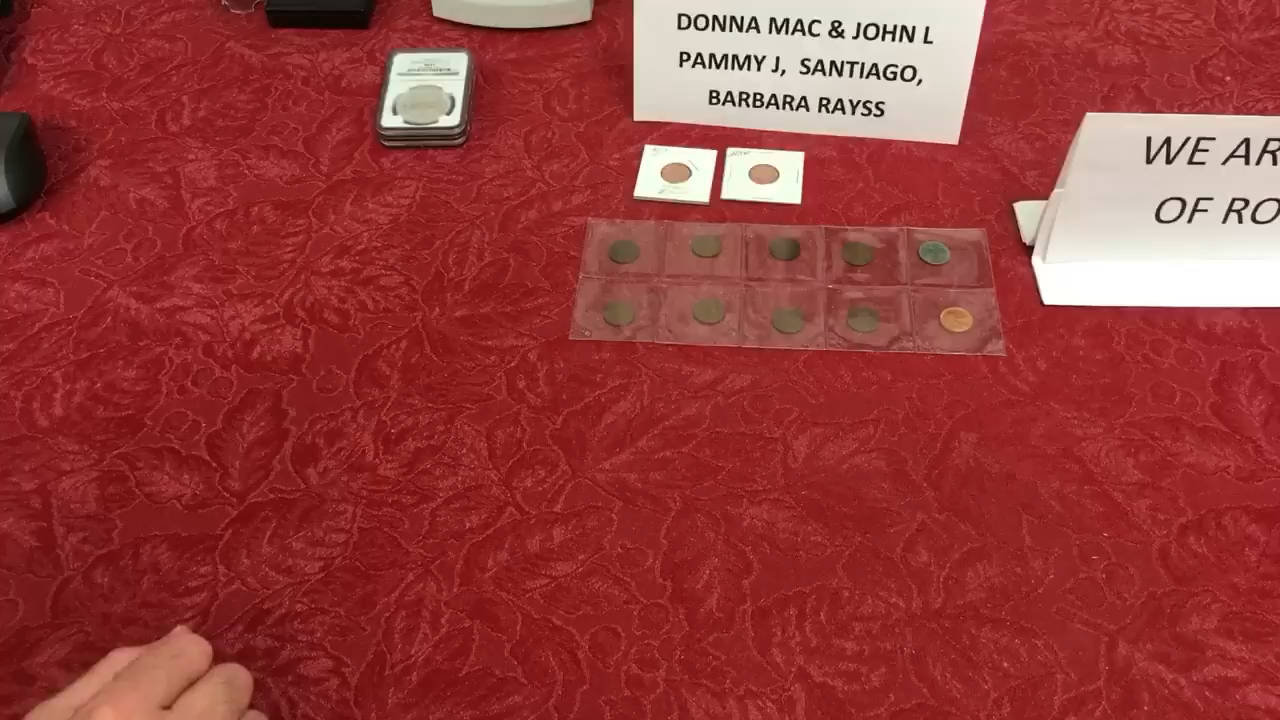 DONNA MAC & JOHN L
PAMMY J, SANTIAGO,
BARBARA RAYSS
WE AR
OF RO